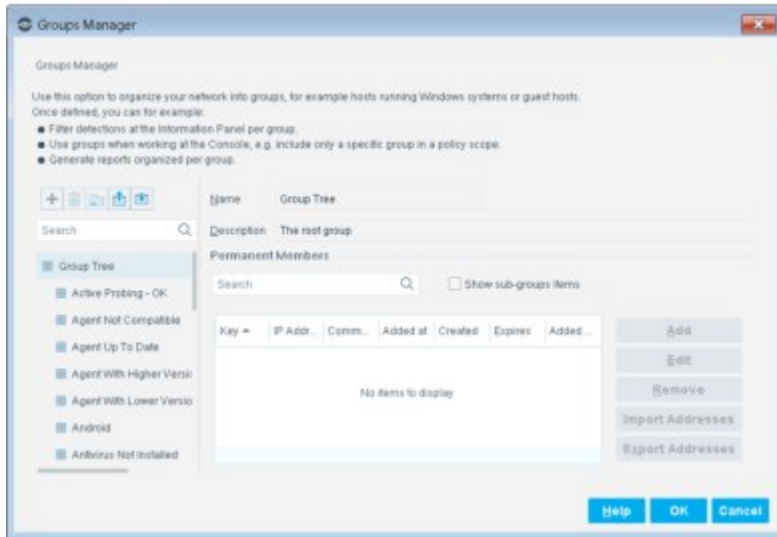 Groups Manager
Groups Manager
Use this option to organize your network into groups, for example hosts running Windows systems or guest hosts.
Once defined, you can for example:
● Filter detections at the Information Panel per group.
● Use groups when working at the Console, e.g. include only a specific group in a policy scope.
● Generate reports organized per group.
Name Group Tree
Search
Description The root group
Permanent Members
Group Tree
Search
Show sub-groups items
Active Probing - OK
Agent Not Compatible
Key IP Addr... Comm... Added at Created Expires Added ...
Add
Agent Up To Date
Edit
Agent With Higher Versic
No items to display
Remove
Agent With Lower Versio
Android
Import Addresses
Antivirus Not Installed
Export Addresses
Help OK Cancel